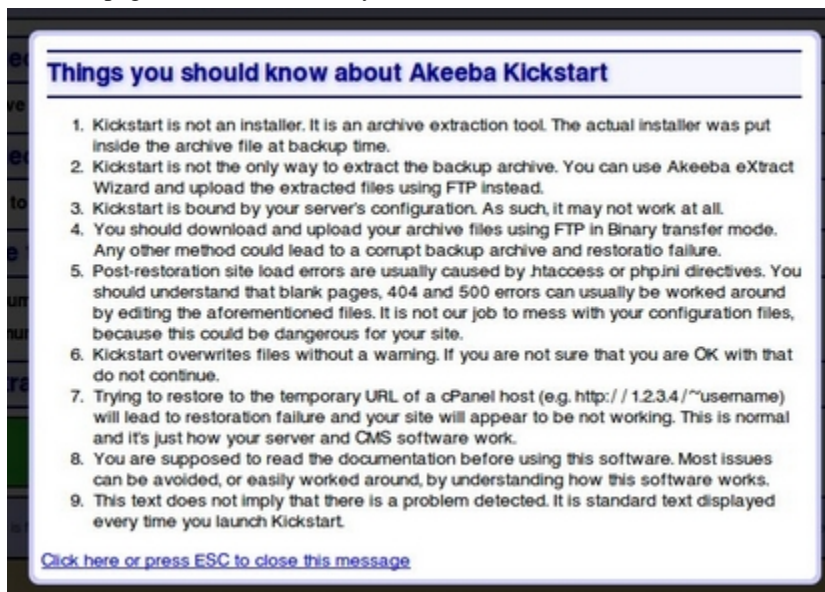 Things you should know about Akeeba Kickstart
1. Kickstart is not an installer. It is an archive extraction tool. The actual installer was put
inside the archive file at backup time.
2. Kickstart is not the only way to extract the backup archive. You can use Akeeba eXtract
Wizard and upload the extracted files using FTP instead.
3. Kickstart is bound by your server's configuration. As such, it may not work at all.
4. You should download and upload your archive files using FTP in Binary transfer mode.
Any other method could lead to a corrupt backup archive and restoratio failure.
5. Post-restoration site load errors are usually caused by .htaccess or php.ini directives. You
should understand that blank pages, 404 and 500 errors can usually be worked around
by editing the aforementioned files. It is not our job to mess with your configuration files,
because this could be dangerous for your site.
6. Kickstart overwrites files without a warning. If you are not sure that you are OK with that
do not continue.
7. Trying to restore to the temporary URL of a cPanel host (e.g. http://1.2.3.4/~username)
will lead to restoration failure and your site will appear to be not working. This is normal
and it's just how your server and CMS software work.
8. You are supposed to read the documentation before using this software. Most issues
can be avoided, or easily worked around, by understanding how this software works.
9. This text does not imply that there is a problem detected. It is standard text displayed
every time you launch Kickstart.
Click here or press ESC to close this message